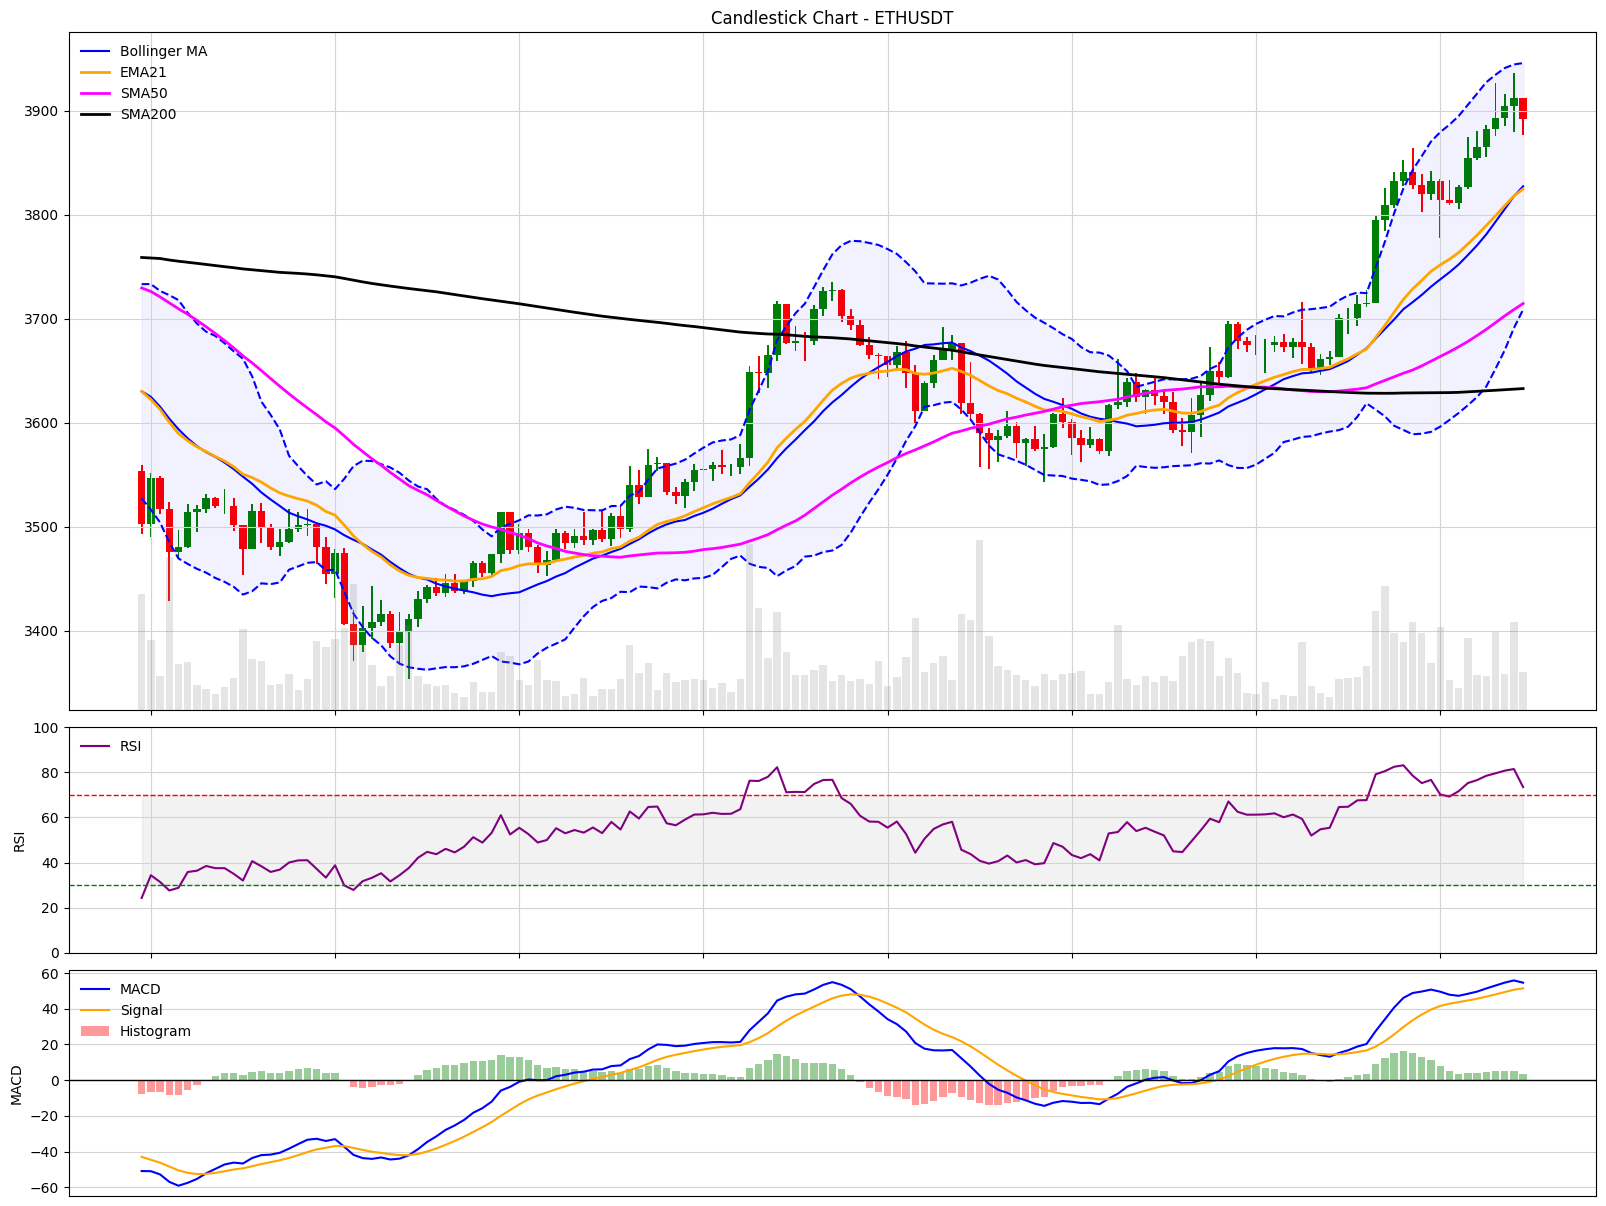 Candlestick Chart - ETHUSDT
Bollinger MA
EMA21
SMA50
SMA200
3900
3800
3700
3600
3500
3400
RSI
100
80
60
40
20
0
RSI
MACD
Signal
Histogram
60
40
20
0
−20
−40
−60
MACD